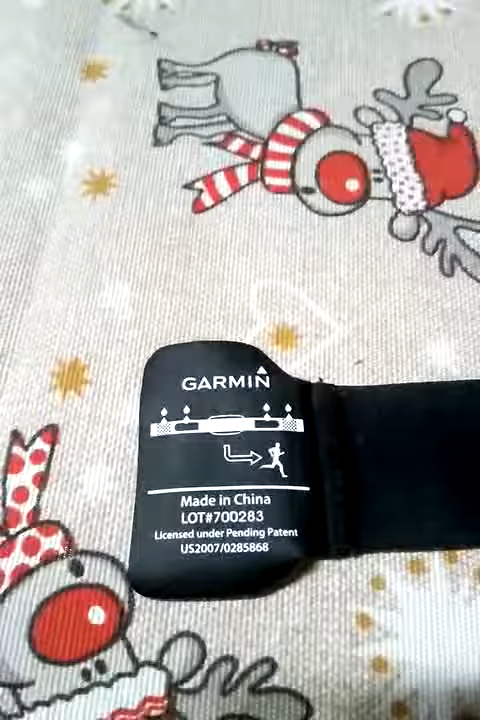 GARMIN
Made in China
LOT#700283
Licensed under Pending Patent
US2007/0285868